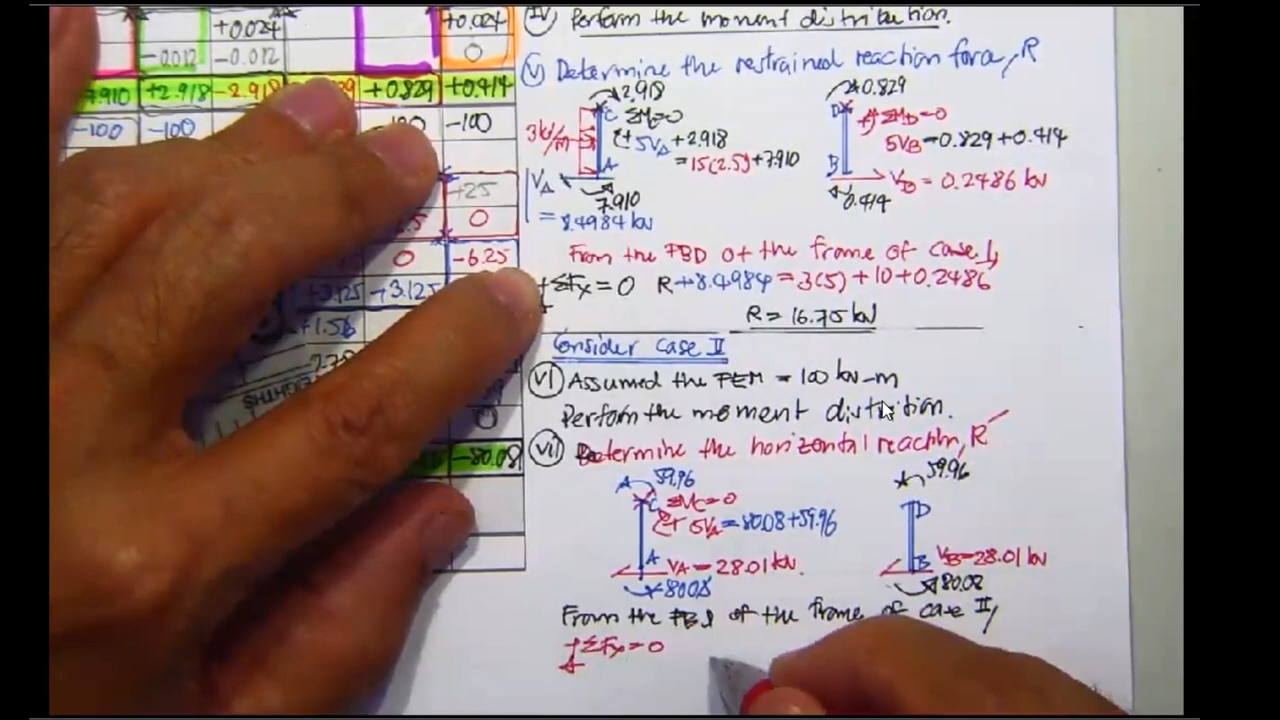 +0.024
-0.012 -0.012 0
+0.024
7.910 +2.918 -2.918 +0.829 +0.414
-100 -100 -100
+25
0
0 -6.25
+3.125 +3.125
+1.56
-80.08
IV) Perform the moment distribution.
V) Determine the restrained reaction force, R
2.918
C ΣMC=0
3kN/m
5VA+2.918
=15(2.5)+7.910
A
VA
7.910
= 8.4984 kN
0.829
D ΣMD=0
5VB=0.829+0.414
B
VB = 0.2486 kN
0.414
From the FBD of the frame of case I,
ΣFx=0 R+8.4984=3(5)+10+0.2486
R= 16.75 kN
Consider Case II
VI) Assumed the FEM = 100 kN-m
Perform the moment distribution.
VII) Determine the horizontal reaction, R'
59.96
C ΣMC=0
5VA=80.08+59.96
A VA=28.01kN.
80.08
59.96
D
B VB=28.01 kN
80.08
From the FBD of the frame of case II,
ΣFx=0